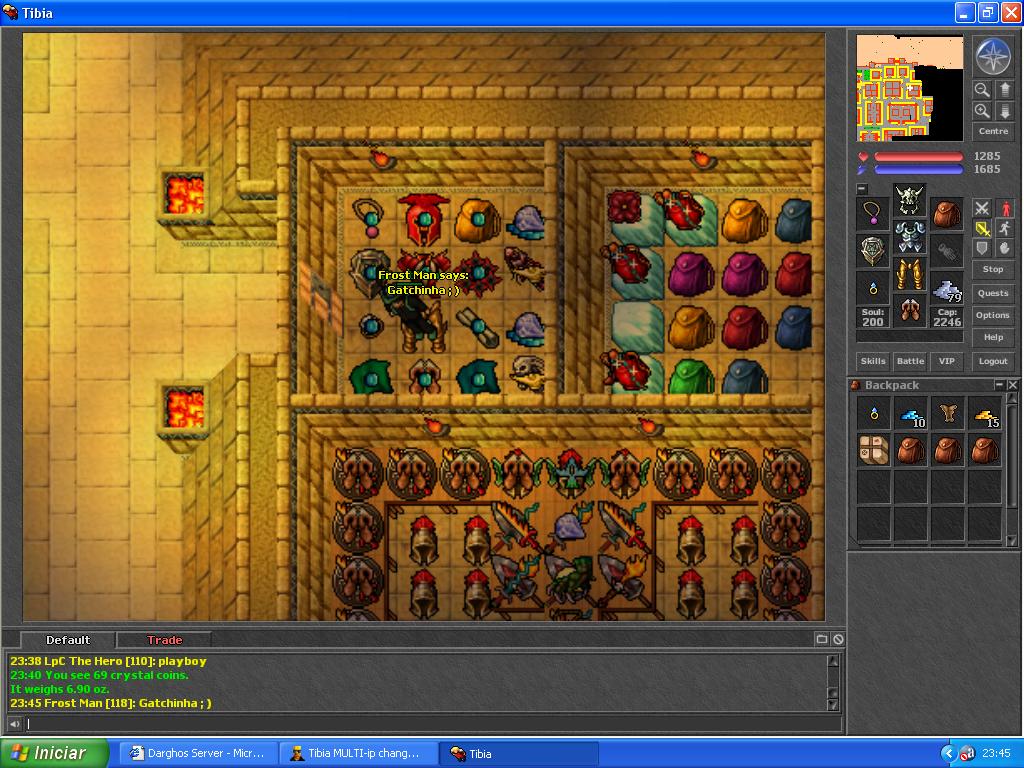 Tibia
Centre
1285
1685
Frost Man says:
Gatchinha ; )
79
Soul:
200
Cap:
2246
Stop
Quests
Options
Help
Skills
Battle
VIP
Logout
Backpack
10
15
Default
Trade
23:38 LpC The Hero [110]: playboy
23:40 You see 69 crystal coins.
It weighs 6.90 oz.
23:45 Frost Man [118]: Gatchinha ; )
Iniciar
Darghos Server - Micr...
Tibia MULTI-ip chang...
Tibia
23:45